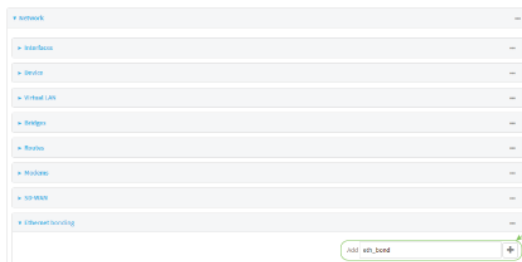 Network
Interfaces
Device
Virtual LAN
Bridges
Routes
Modems
SD-WAN
Ethernet bonding
Add eth_bond